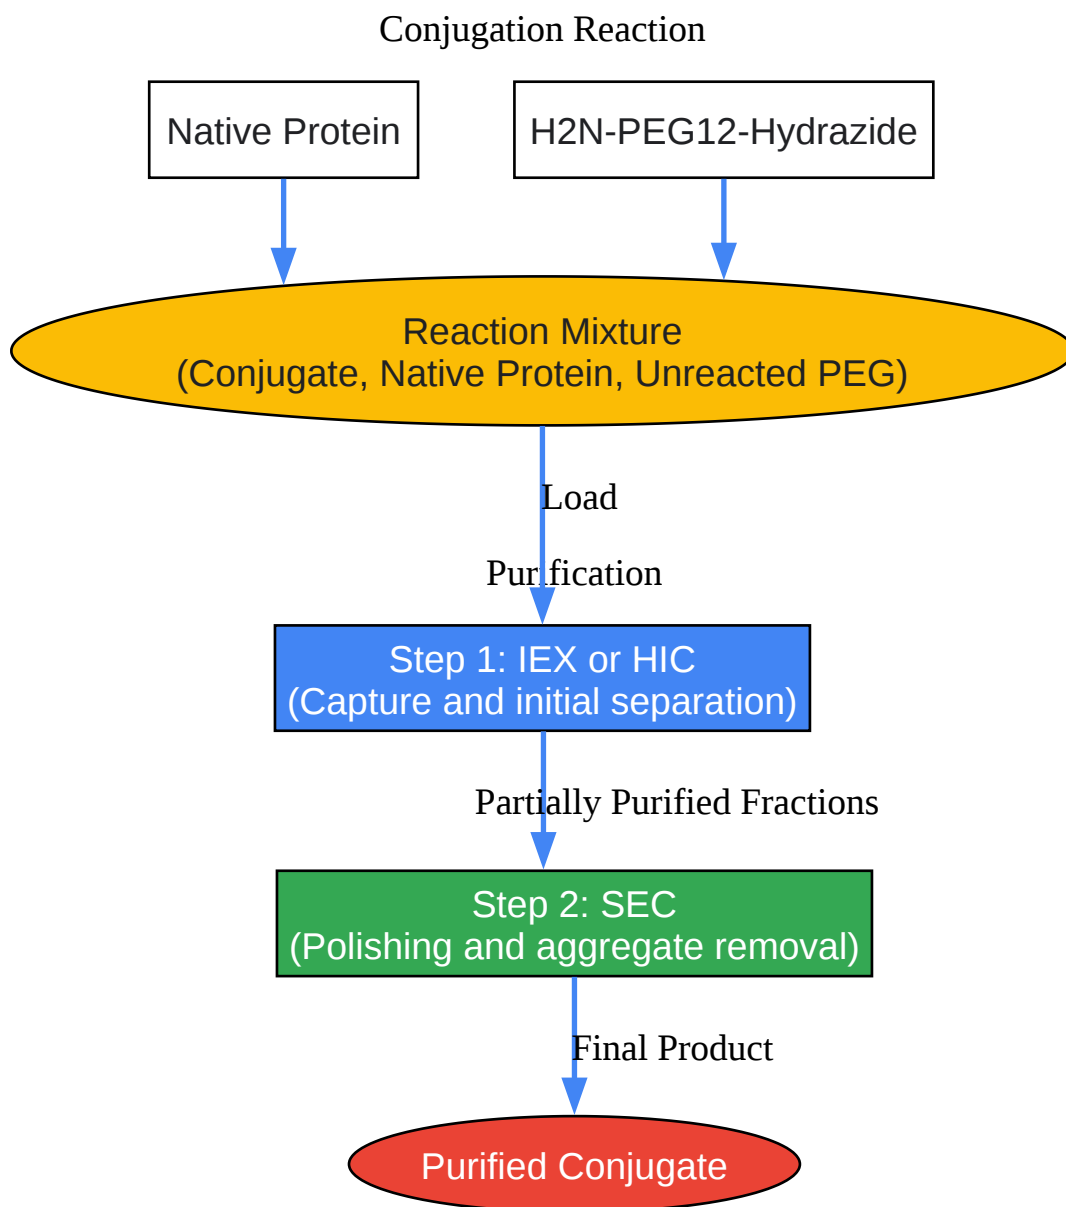 Conjugation Reaction
Native Protein
H2N-PEG12-Hydrazide
Reaction Mixture
(Conjugate, Native Protein, Unreacted PEG)
Load
Purification
Step 1: IEX or HIC
(Capture and initial separation)
Partially Purified Fractions
Step 2: SEC
(Polishing and aggregate removal)
Final Product
Purified Conjugate